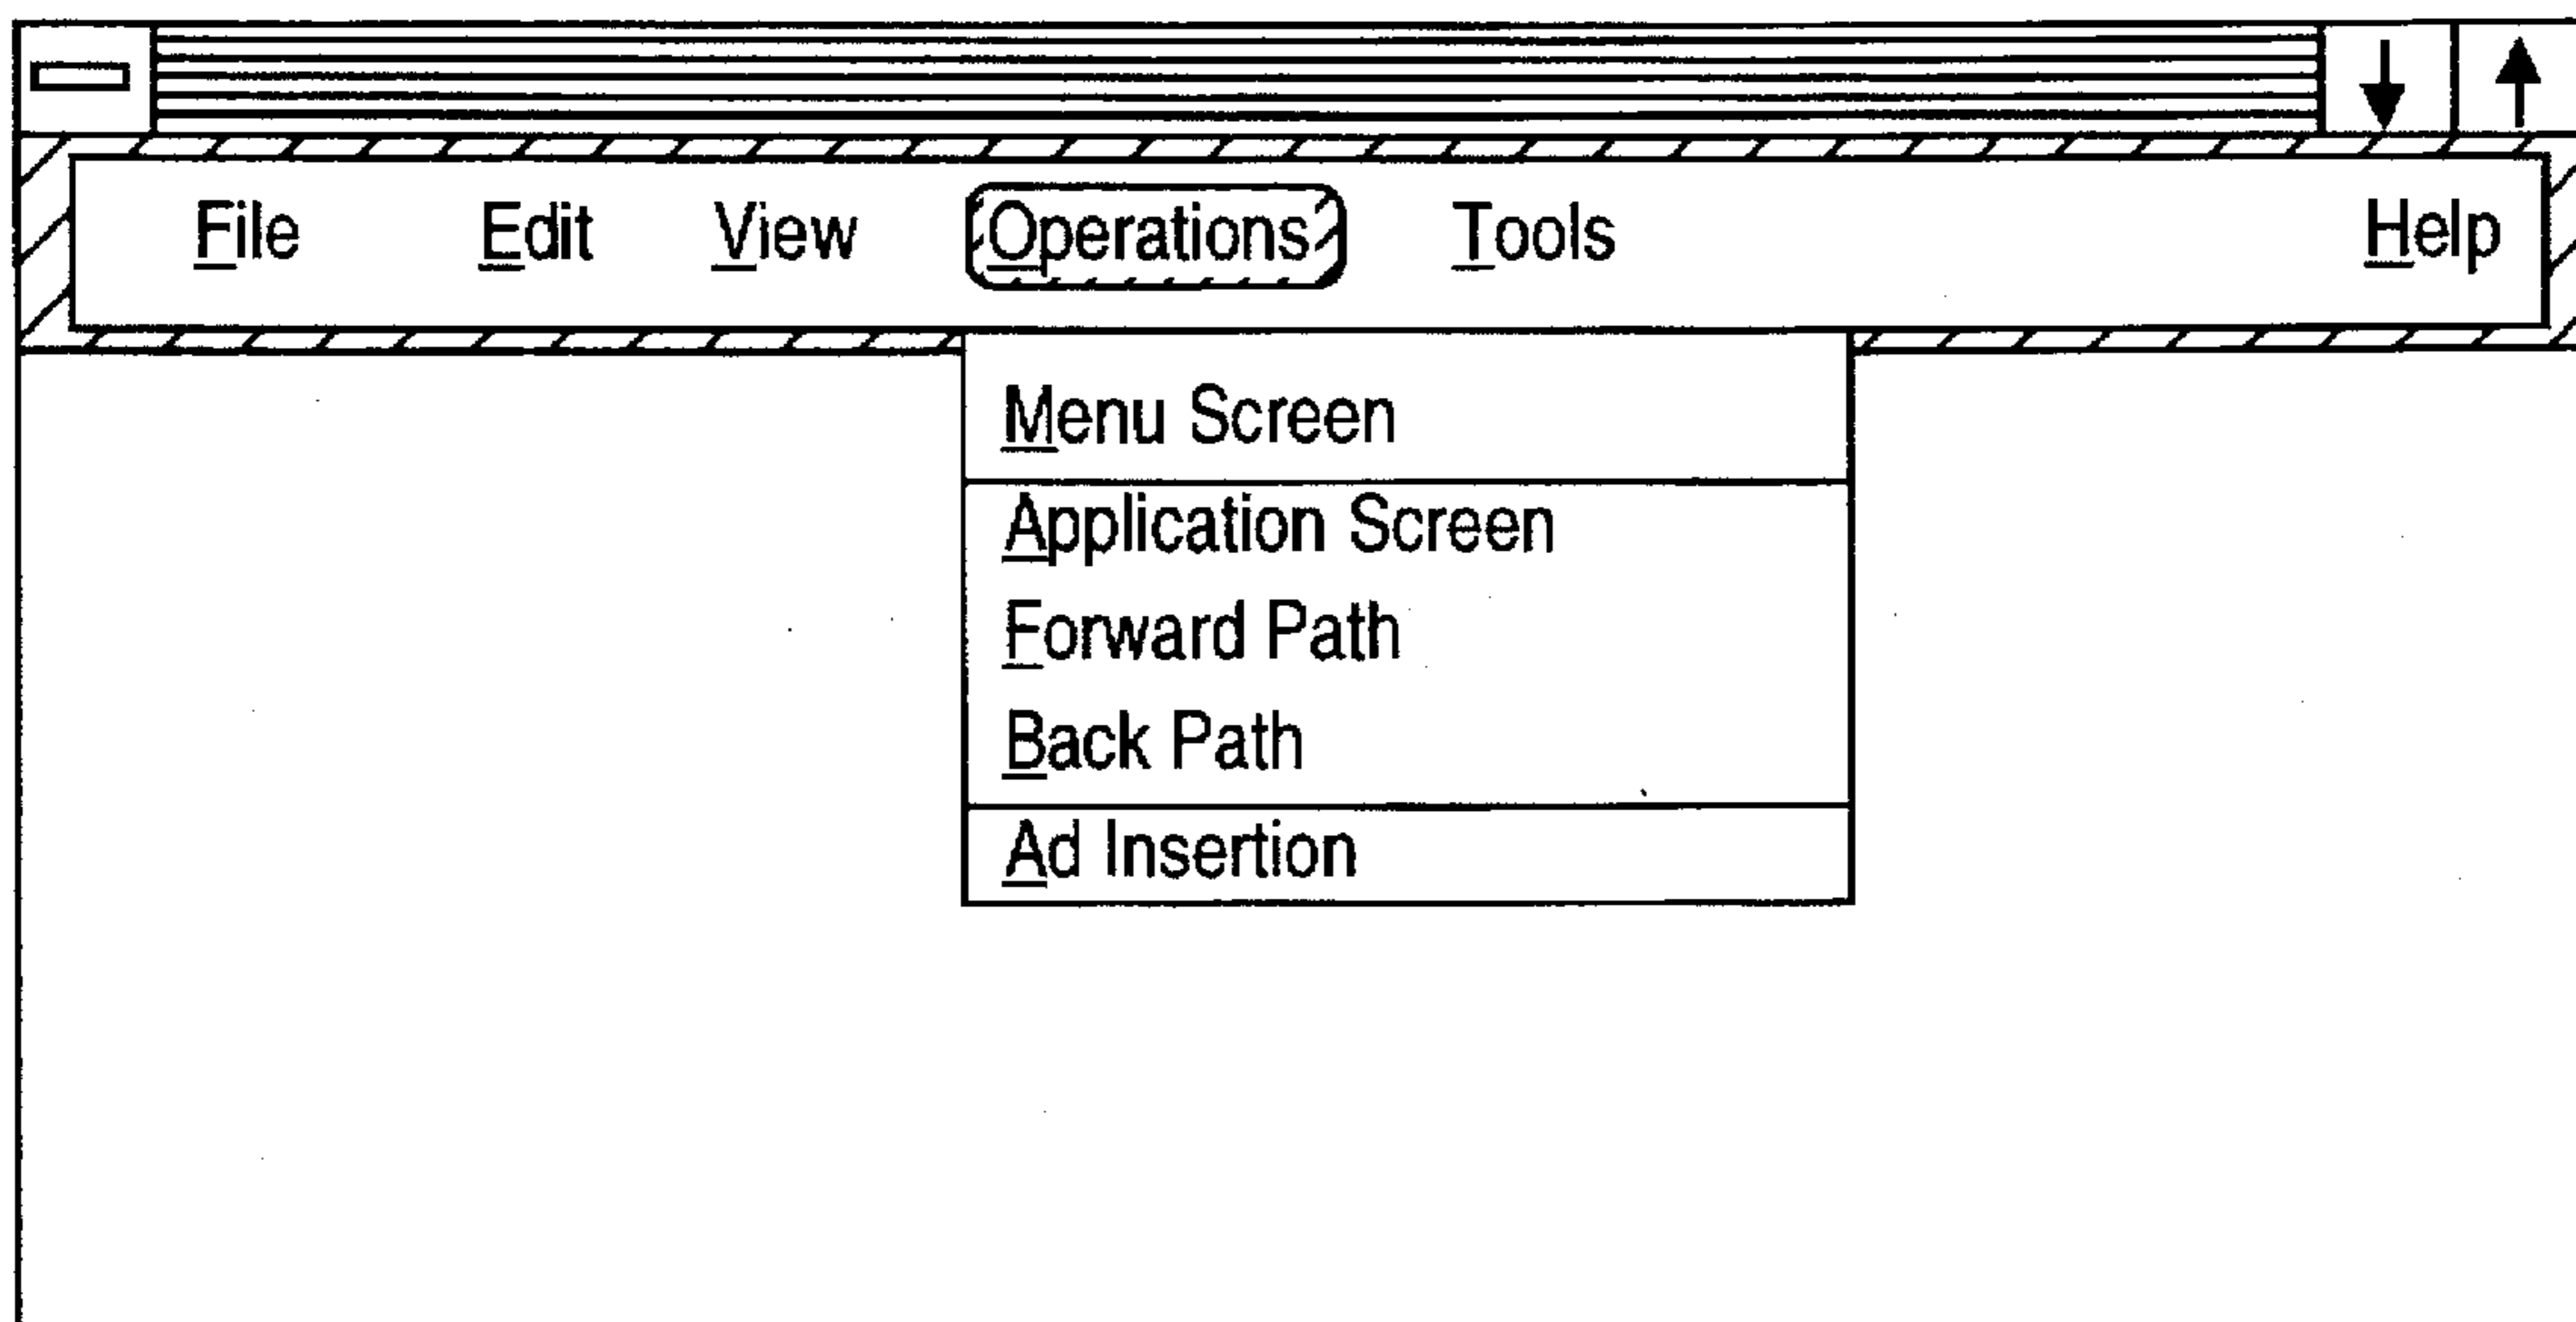 File Edit View Operations Tools Help
Menu Screen
Application Screen
Forward Path
Back Path
Ad Insertion